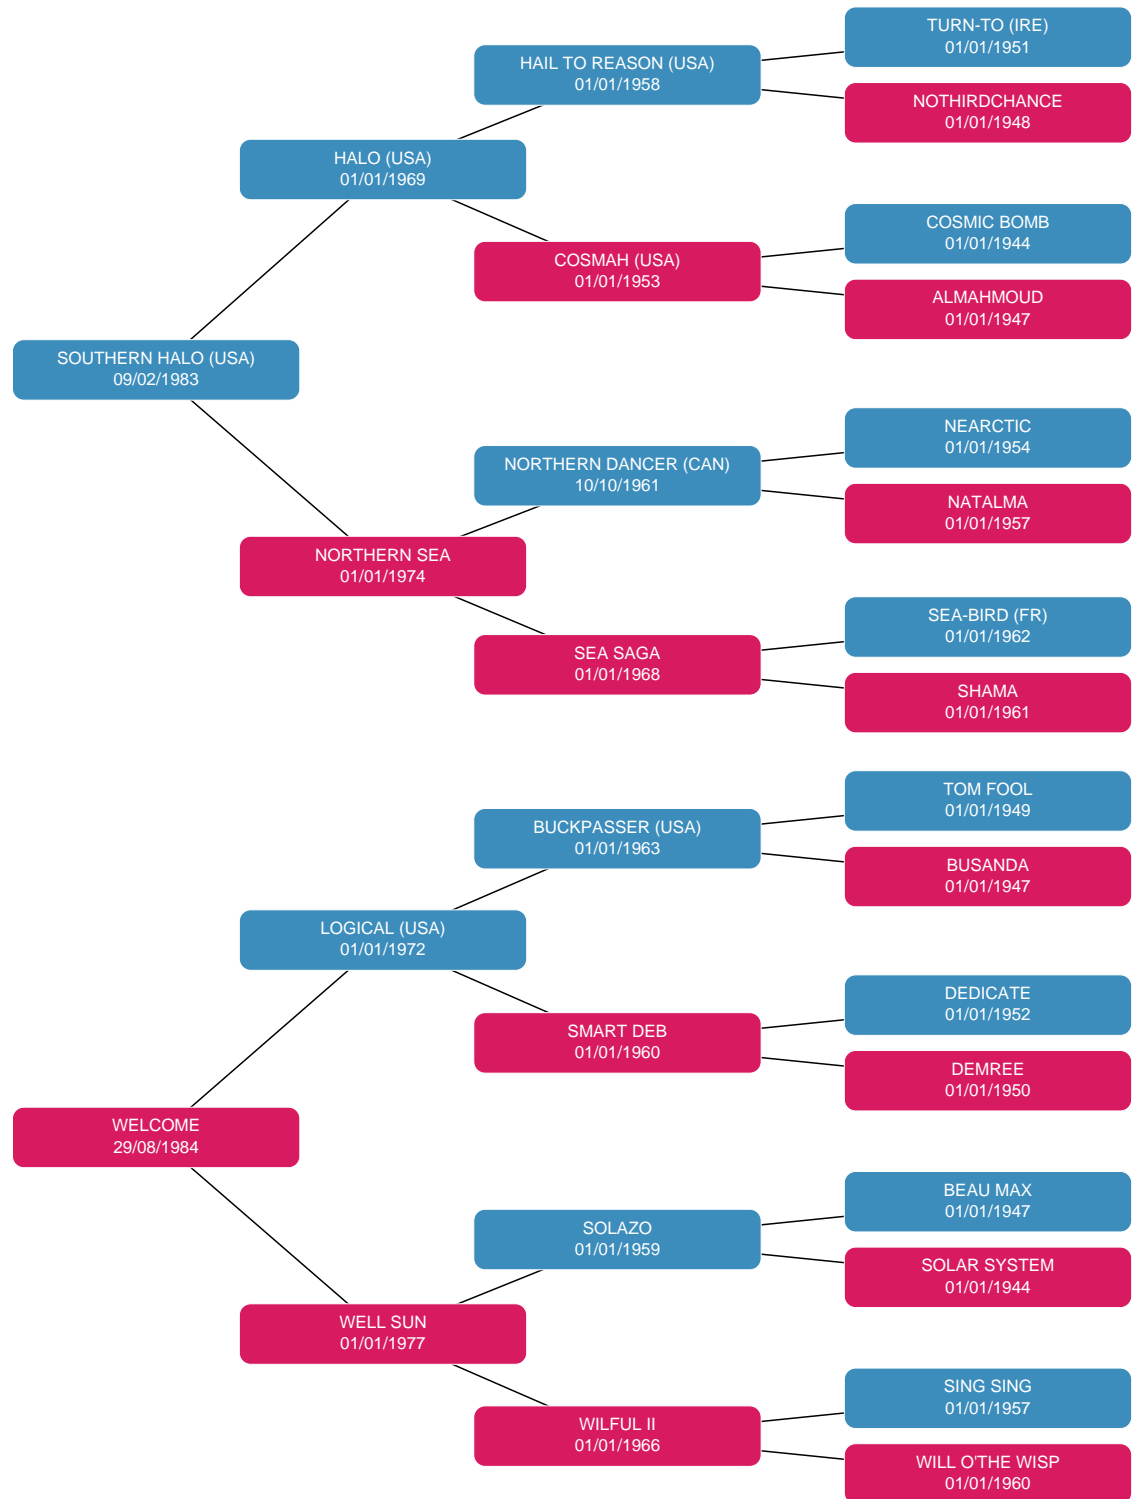 TURN-TO (IRE)
01/01/1951
HAIL TO REASON (USA)
01/01/1958
NOTHIRDCHANCE
01/01/1948
HALO (USA)
01/01/1969
COSMIC BOMB
01/01/1944
COSMAH (USA)
01/01/1953
ALMAHMOUD
01/01/1947
SOUTHERN HALO (USA)
09/02/1983
NEARCTIC
01/01/1954
NORTHERN DANCER (CAN)
10/10/1961
NATALMA
01/01/1957
NORTHERN SEA
01/01/1974
SEA-BIRD (FR)
01/01/1962
SEA SAGA
01/01/1968
SHAMA
01/01/1961
TOM FOOL
01/01/1949
BUCKPASSER (USA)
01/01/1963
BUSANDA
01/01/1947
LOGICAL (USA)
01/01/1972
DEDICATE
01/01/1952
SMART DEB
01/01/1960
DEMREE
01/01/1950
WELCOME
29/08/1984
BEAU MAX
01/01/1947
SOLAZO
01/01/1959
SOLAR SYSTEM
01/01/1944
WELL SUN
01/01/1977
SING SING
01/01/1957
WILFUL II
01/01/1966
WILL O'THE WISP
01/01/1960